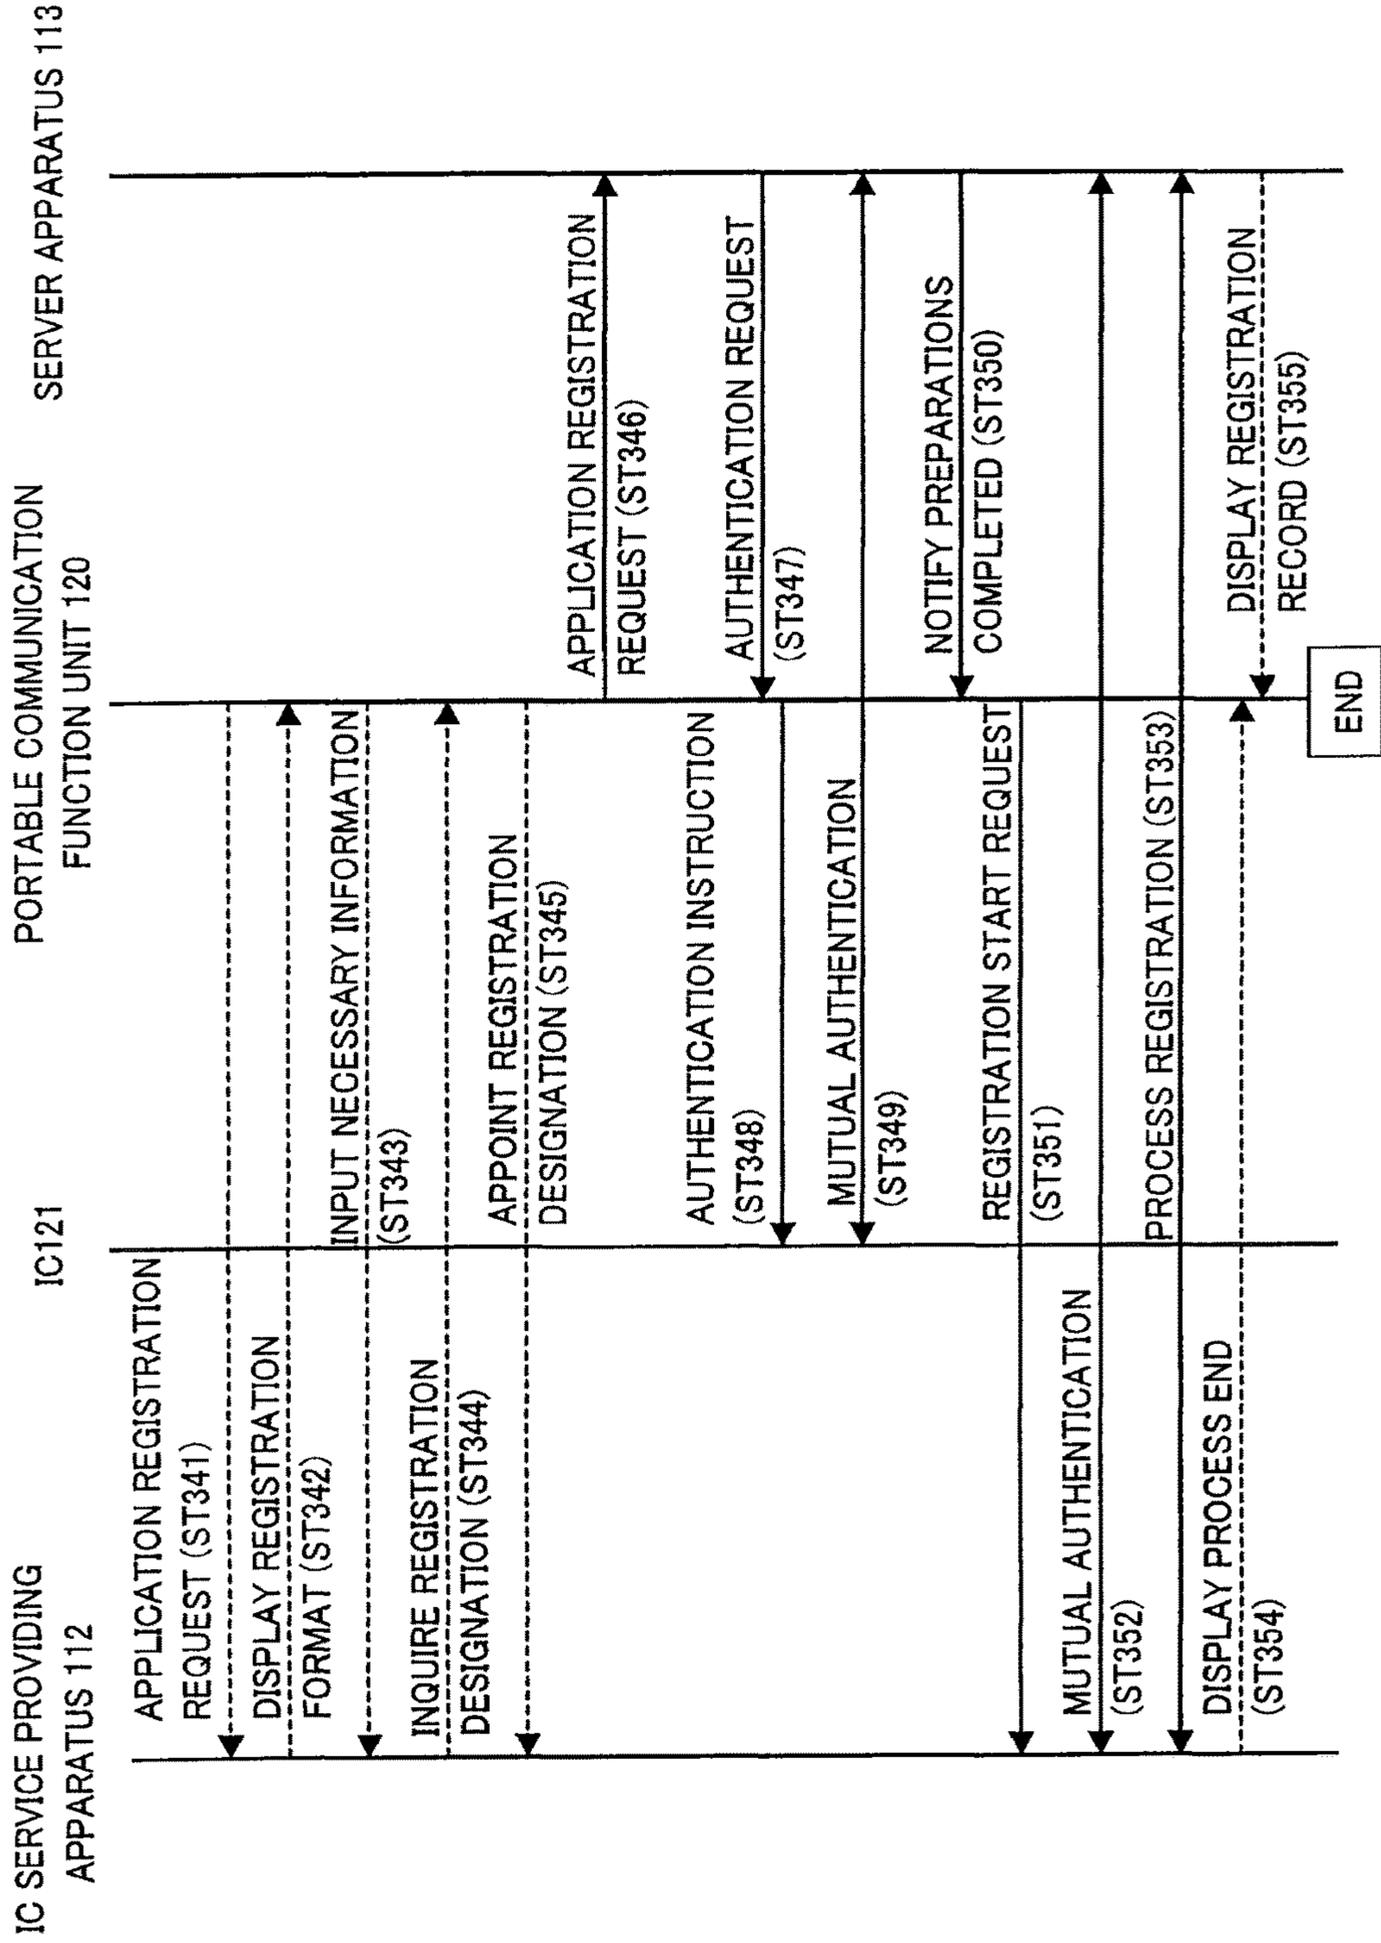 IC SERVICE PROVIDING
APPARATUS 112
IC121
PORTABLE COMMUNICATION
FUNCTION UNIT 120
SERVER APPARATUS 113
APPLICATION REGISTRATION
REQUEST (ST341)
DISPLAY REGISTRATION
FORMAT (ST342)
INPUT NECESSARY INFORMATION
(ST343)
INQUIRE REGISTRATION
DESIGNATION (ST344)
APPOINT REGISTRATION
DESIGNATION (ST345)
APPLICATION REGISTRATION
REQUEST (ST346)
AUTHENTICATION REQUEST
(ST347)
AUTHENTICATION INSTRUCTION
(ST348)
MUTUAL AUTHENTICATION
(ST349)
NOTIFY PREPARATIONS
COMPLETED (ST350)
REGISTRATION START REQUEST
(ST351)
MUTUAL AUTHENTICATION
(ST352)
PROCESS REGISTRATION (ST353)
DISPLAY PROCESS END
(ST354)
DISPLAY REGISTRATION
RECORD (ST355)
END